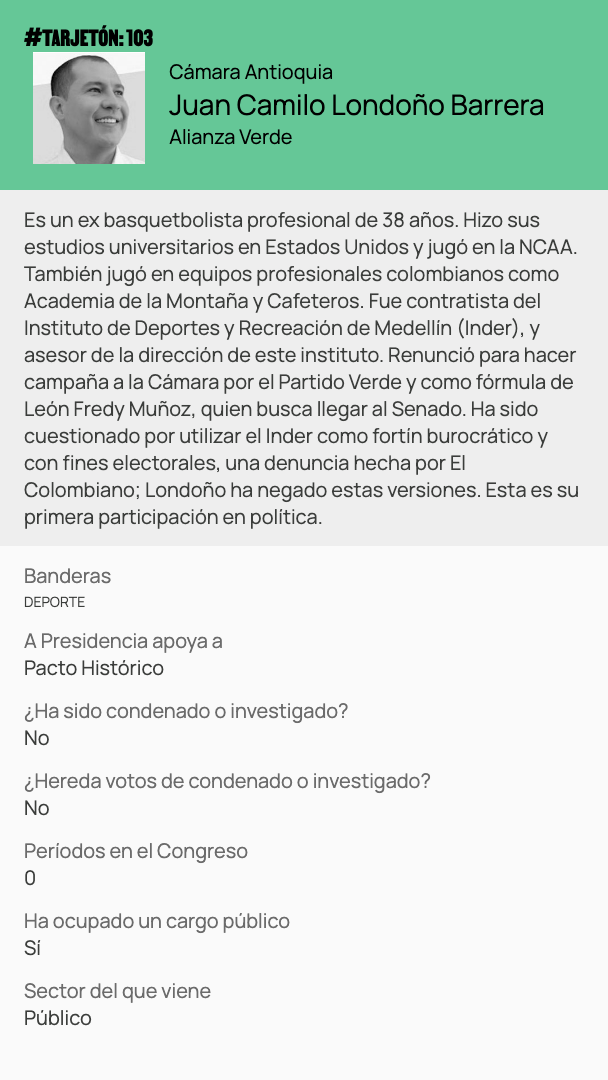 #TARJETÓN: 103
Cámara Antioquia
Juan Camilo Londoño Barrera
Alianza Verde
Es un ex basquetbolista profesional de 38 años. Hizo sus
estudios universitarios en Estados Unidos y jugó en la NCAA.
También jugó en equipos profesionales colombianos como
Academia de la Montaña y Cafeteros. Fue contratista del
Instituto de Deportes y Recreación de Medellín (Inder), y
asesor de la dirección de este instituto. Renunció para hacer
campaña a la Cámara por el Partido Verde y como fórmula de
León Fredy Muñoz, quien busca llegar al Senado. Ha sido
cuestionado por utilizar el Inder como fortín burocrático y
con fines electorales, una denuncia hecha por El
Colombiano; Londoño ha negado estas versiones. Esta es su
primera participación en política.
Banderas
DEPORTE
A Presidencia apoya a
Pacto Histórico
¿Ha sido condenado o investigado?
No
¿Hereda votos de condenado o investigado?
No
Períodos en el Congreso
0
Ha ocupado un cargo público
Sí
Sector del que viene
Público